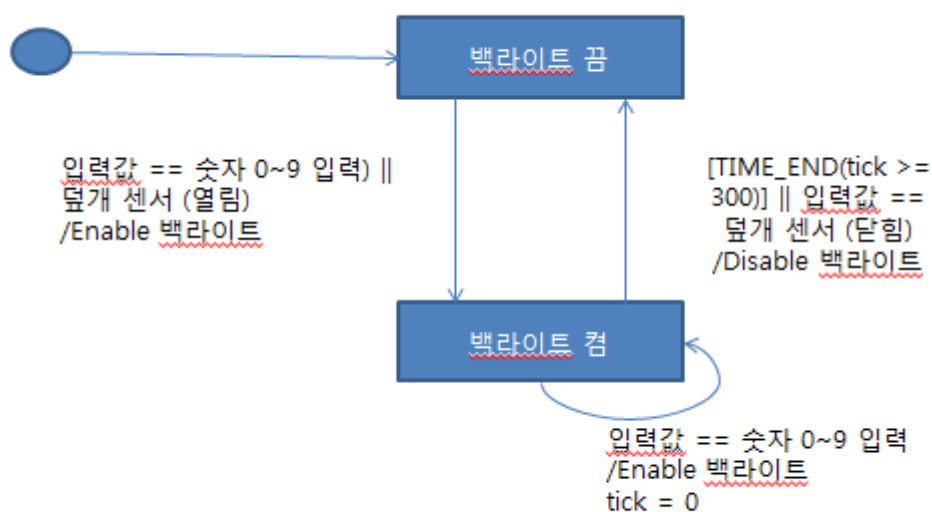 백라이트 끔
입력값 == 숫자 0~9 입력) ||
덮개 센서 (열림)
/Enable 백라이트
[TIME_END(tick >=
300)] || 입력값 ==
덮개 센서 (닫힘)
/Disable 백라이트
백라이트 켬
입력값 == 숫자 0~9 입력
/Enable 백라이트
tick = 0